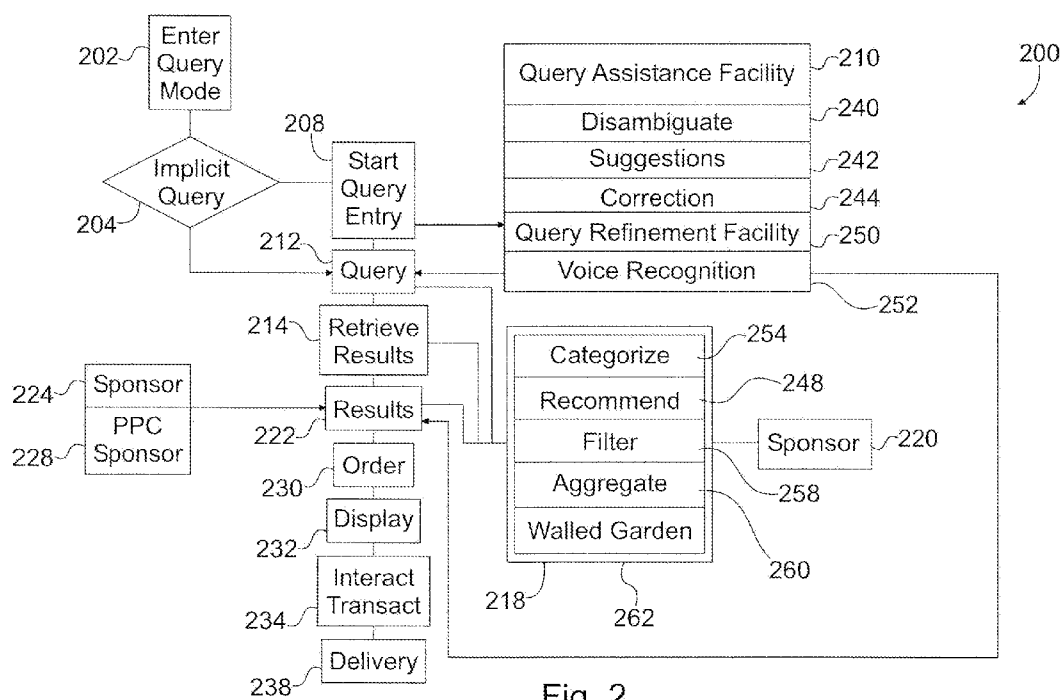 Enter
Query
Mode
202
Implicit
Query
204
208
Start
Query
Entry
Query Assistance Facility
210
200
Disambiguate
240
Suggestions
242
Correction
244
Query Refinement Facility
250
Voice Recognition
252
212
Query
214
Retrieve
Results
224
Sponsor
228
PPC
Sponsor
Results
222
Order
230
Display
232
Interact
Transact
234
Delivery
238
Categorize
254
Recommend
248
Filter
258
Sponsor
220
Aggregate
260
Walled Garden
218
262
Fig. 2